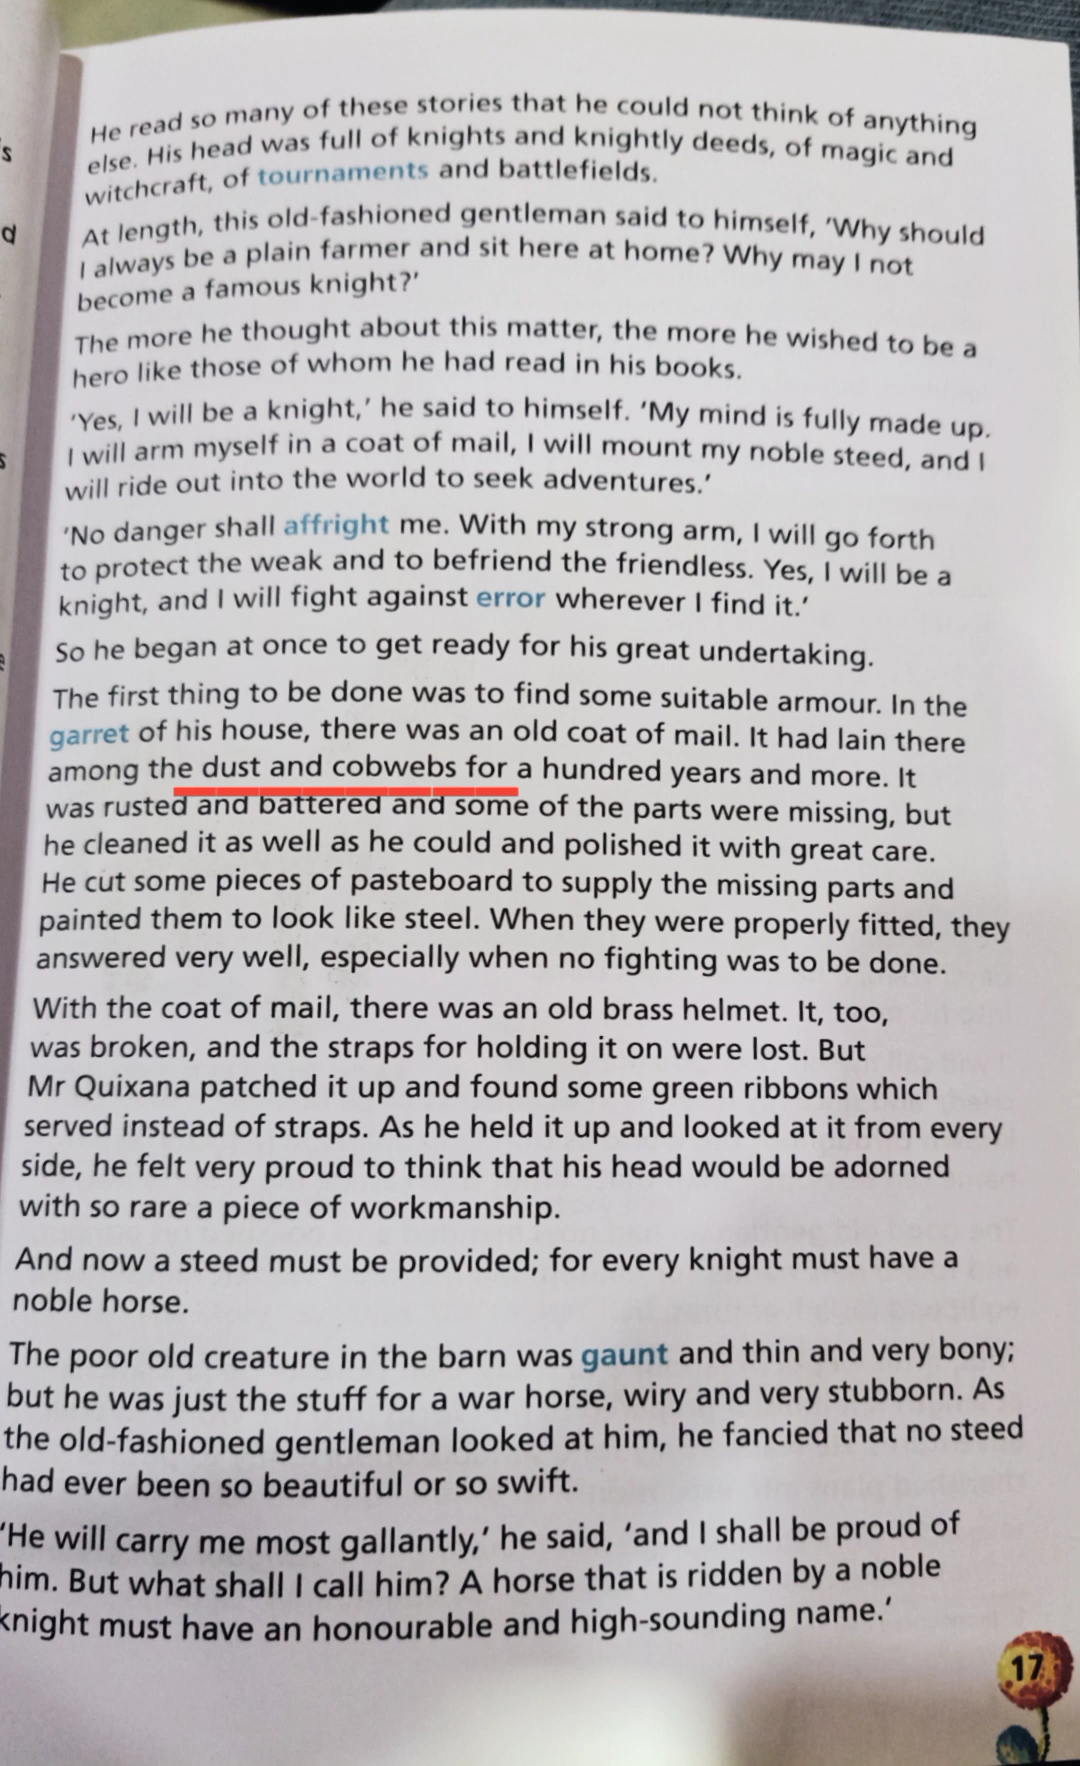 He read so many of these stories that he could not think of anything
else. His head was full of knights and knightly deeds, of magic and
witchcraft, of tournaments and battlefields.
At length, this old-fashioned gentleman said to himself, 'Why should
I always be a plain farmer and sit here at home? Why may I not
become a famous knight?'
The more he thought about this matter, the more he wished to be a
hero like those of whom he had read in his books.
'Yes, I will be a knight,' he said to himself. 'My mind is fully made up.
I will arm myself in a coat of mail, I will mount my noble steed, and I
will ride out into the world to seek adventures.'
'No danger shall affright me. With my strong arm, I will go forth
to protect the weak and to befriend the friendless. Yes, I will be a
knight, and I will fight against error wherever I find it.'
So he began at once to get ready for his great undertaking.
The first thing to be done was to find some suitable armour. In the
garret of his house, there was an old coat of mail. It had lain there
among the dust and cobwebs for a hundred years and more. It
was rusted and battered and some of the parts were missing, but
he cleaned it as well as he could and polished it with great care.
He cut some pieces of pasteboard to supply the missing parts and
painted them to look like steel. When they were properly fitted, they
answered very well, especially when no fighting was to be done.
With the coat of mail, there was an old brass helmet. It, too,
was broken, and the straps for holding it on were lost. But
Mr Quixana patched it up and found some green ribbons which
served instead of straps. As he held it up and looked at it from every
side, he felt very proud to think that his head would be adorned
with so rare a piece of workmanship.
And now a steed must be provided; for every knight must have a
noble horse.
The poor old creature in the barn was gaunt and thin and very bony;
but he was just the stuff for a war horse, wiry and very stubborn. As
the old-fashioned gentleman looked at him, he fancied that no steed
had ever been so beautiful or so swift.
'He will carry me most gallantly,' he said, 'and I shall be proud of
him. But what shall I call him? A horse that is ridden by a noble
knight must have an honourable and high-sounding name.'
17